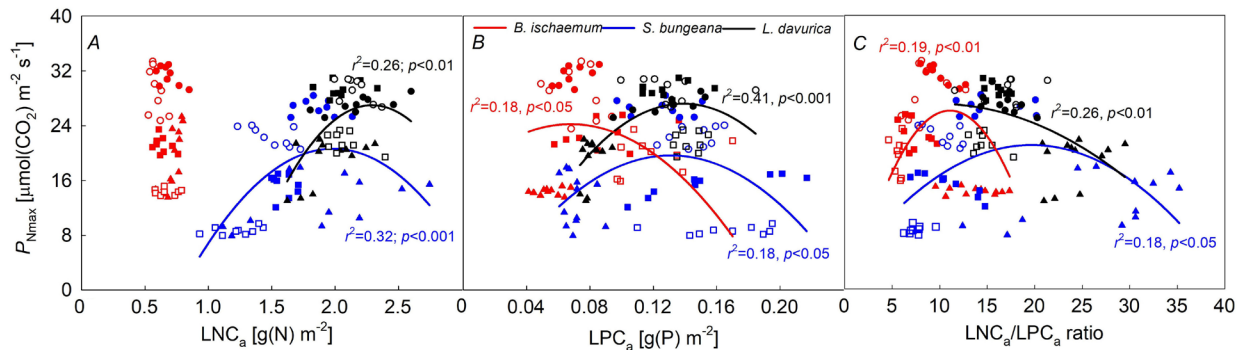 A
B
C
B. ischaemum
S. bungeana
L. davurica
40
32
24
16
8
0
P_Nmax [μmol(CO₂) m⁻² s⁻¹]
r²=0.26; p<0.01
r²=0.32; p<0.001
0
0.5
1.0
1.5
2.0
2.5
LNCₐ [g(N) m⁻²]
r²=0.18, p<0.05
r²=0.41, p<0.001
r²=0.18, p<0.05
0.04
0.08
0.12
0.16
0.20
LPCₐ [g(P) m⁻²]
r²=0.19, p<0.01
r²=0.26, p<0.01
r²=0.18, p<0.05
0
5
10
15
20
25
30
35
40
LNCₐ/LPCₐ ratio